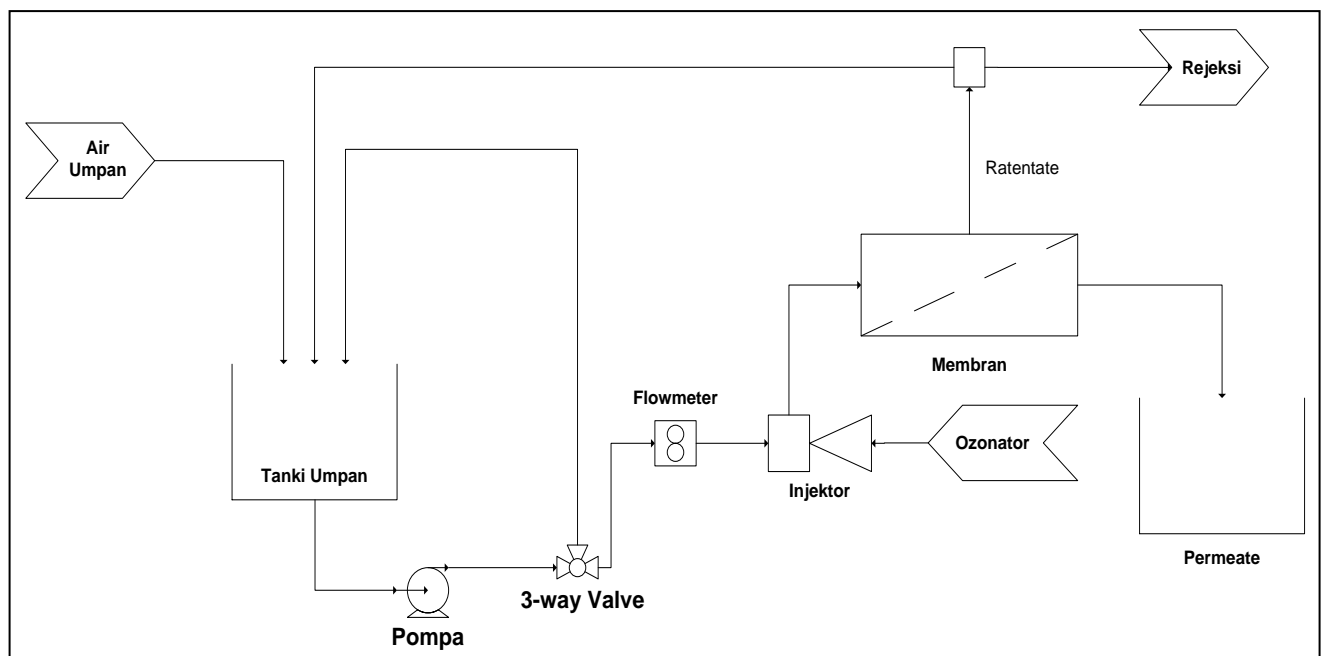 Rejeksi
Air
Umpan
Ratentate
Membran
Flowmeter
Tanki Umpan
Ozonator
Injektor
Permeate
3-way Valve
Pompa